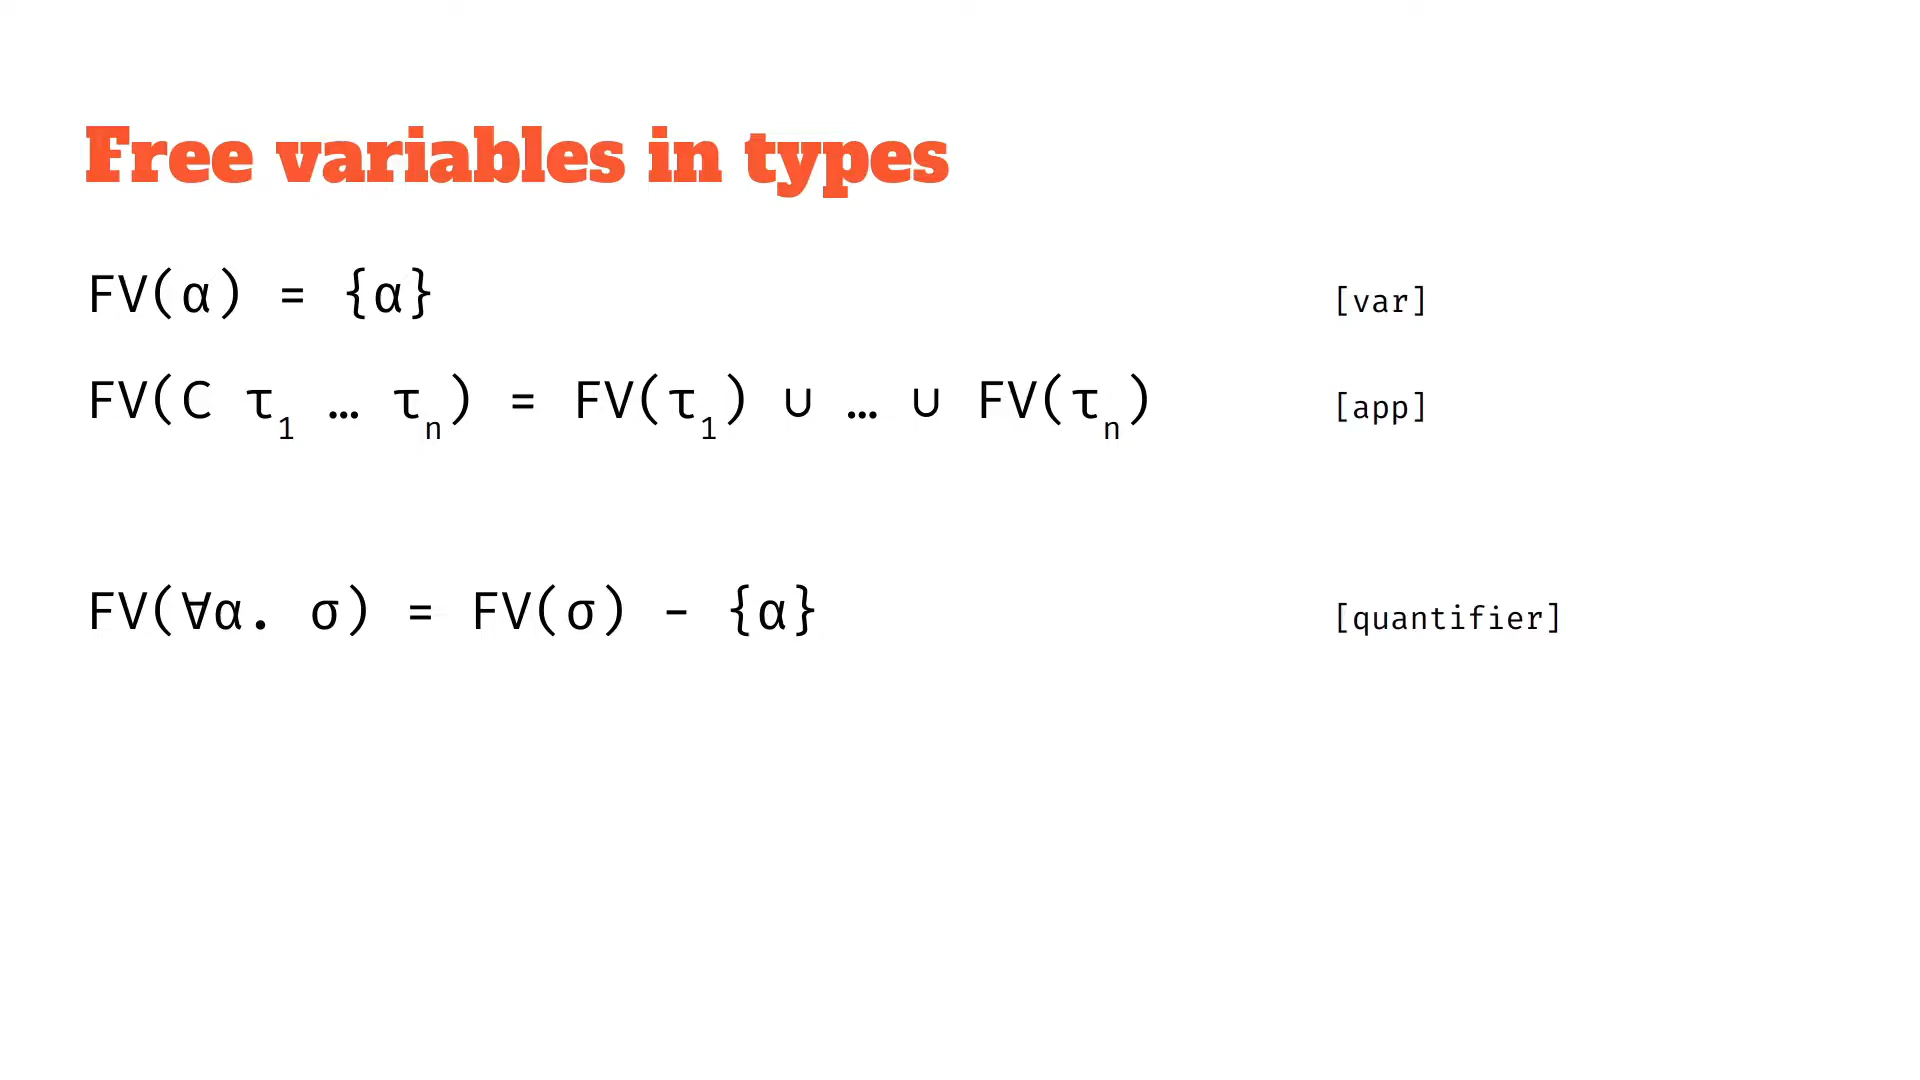 Free variables in types
FV(α) = {α} [var]
FV(C τ₁ … τₙ) = FV(τ₁) ∪ … ∪ FV(τₙ) [app]
FV(∀α. σ) = FV(σ) - {α} [quantifier]